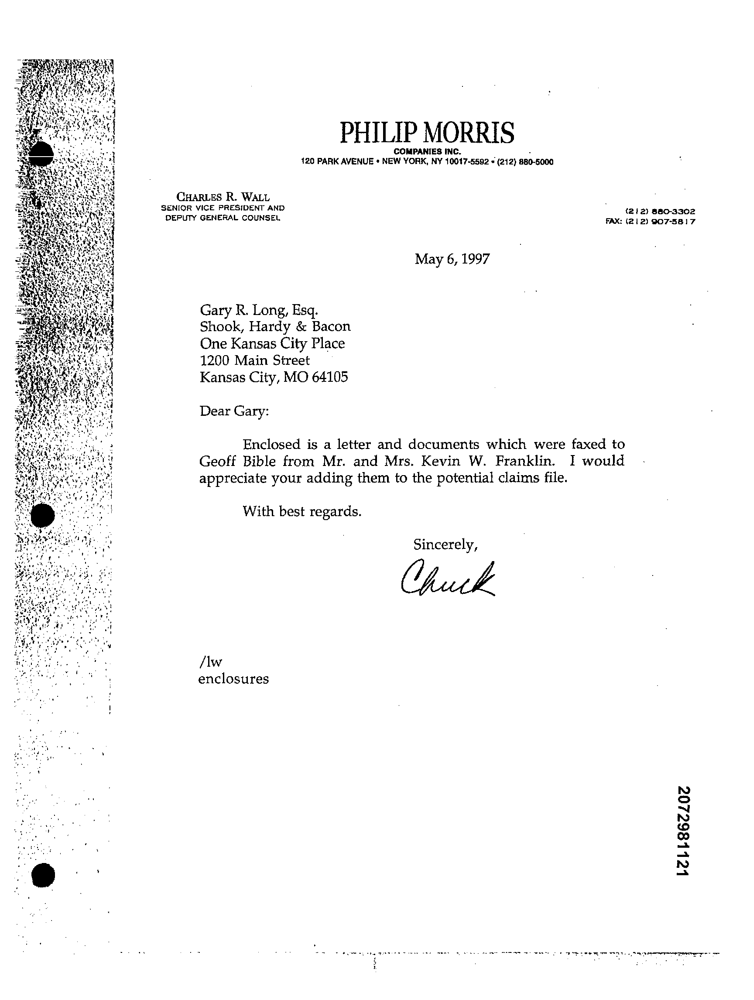 PHILIP MORRIS
COMPANIES INC.
120 PARK AVENUE • NEW YORK, NY 10017-5592 • (212) 880-5000
CHARLES R. WALL
SENIOR VICE PRESIDENT AND
DEPUTY GENERAL COUNSEL
(212) 880-3302
FAX: (212) 907-5817
May 6, 1997
Gary R. Long, Esq.
Shook, Hardy & Bacon
One Kansas City Place
1200 Main Street
Kansas City, MO 64105
Dear Gary:
Enclosed is a letter and documents which were faxed to
Geoff Bible from Mr. and Mrs. Kevin W. Franklin. I would
appreciate your adding them to the potential claims file.
With best regards.
Sincerely,
Chuck
/lw
enclosures
2072981121